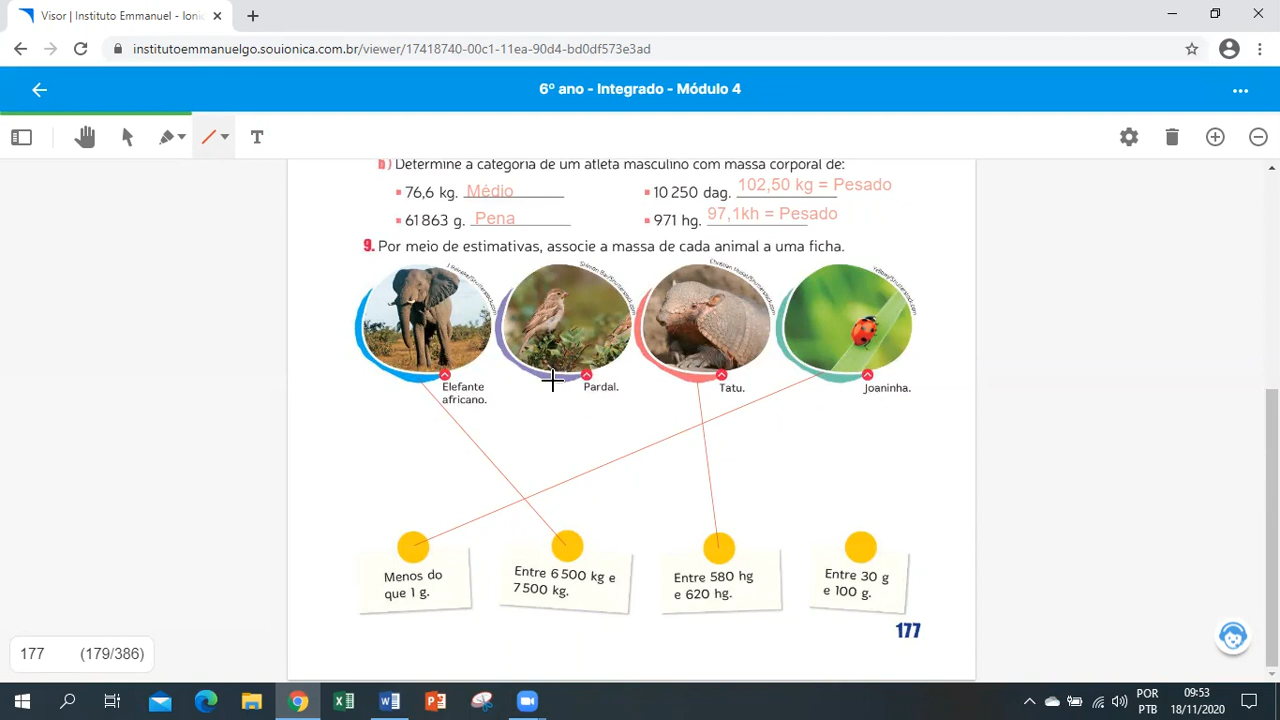 Visor | Instituto Emmanuel - Ioni
institutoemmanuelgo.souionica.com.br/viewer/17418740-00c1-11ea-90d4-bd0df573e3ad
6º ano - Integrado - Módulo 4
T
h) Determine a categoria de um atleta masculino com massa corporal de:
76,6 kg. Médio
10 250 dag. 102,50 kg = Pesado
61 863 g. Pena
971 hg. 97,1kh = Pesado
9. Por meio de estimativas, associe a massa de cada animal a uma ficha.
Elefante
africano.
Pardal.
Tatu.
Joaninha.
Menos do
que 1 g.
Entre 6 500 kg e
7 500 kg.
Entre 580 hg
e 620 hg.
Entre 30 g
e 100 g.
177
177 (179/386)
POR
PTB
09:53
18/11/2020